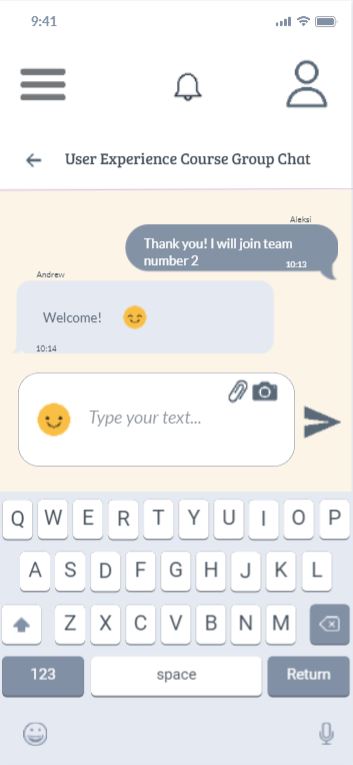 9:41
User Experience Course Group Chat
Aleksi
Thank you! I will join team
number 2
10:13
Andrew
Welcome!
10:14
Type your text...
Q W E R T Y U I O P
A S D F G H J K L
Z X C V B N M
123 space Return